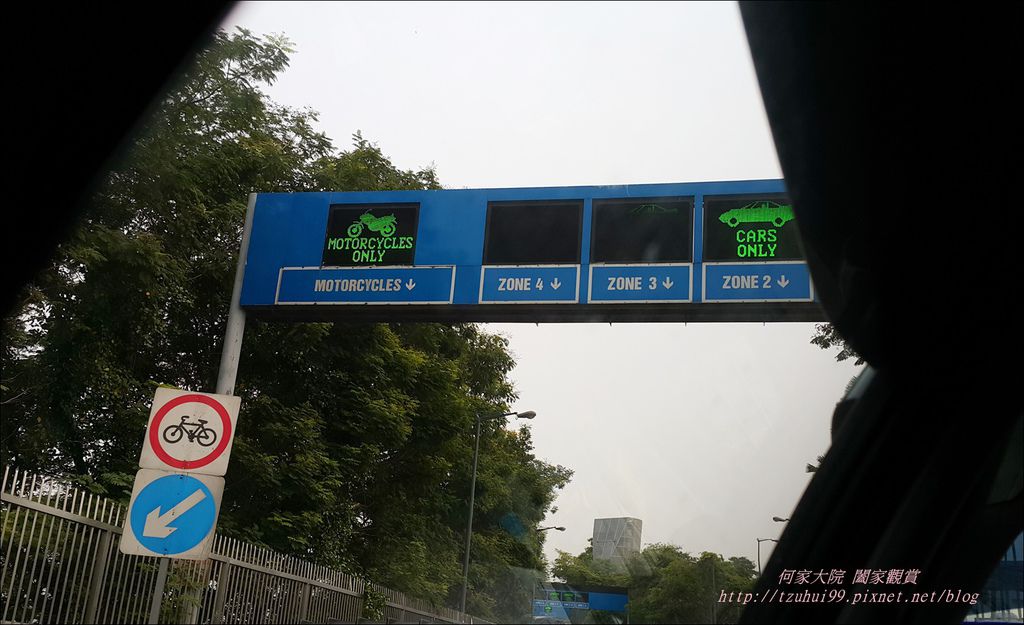 MOTORCYCLES
ONLY
CARS
ONLY
MOTORCYCLES ↓
ZONE 4 ↓
ZONE 3 ↓
ZONE 2 ↓
何家大院 闔家觀賞
http://tzuhui99.pixnet.net/blog